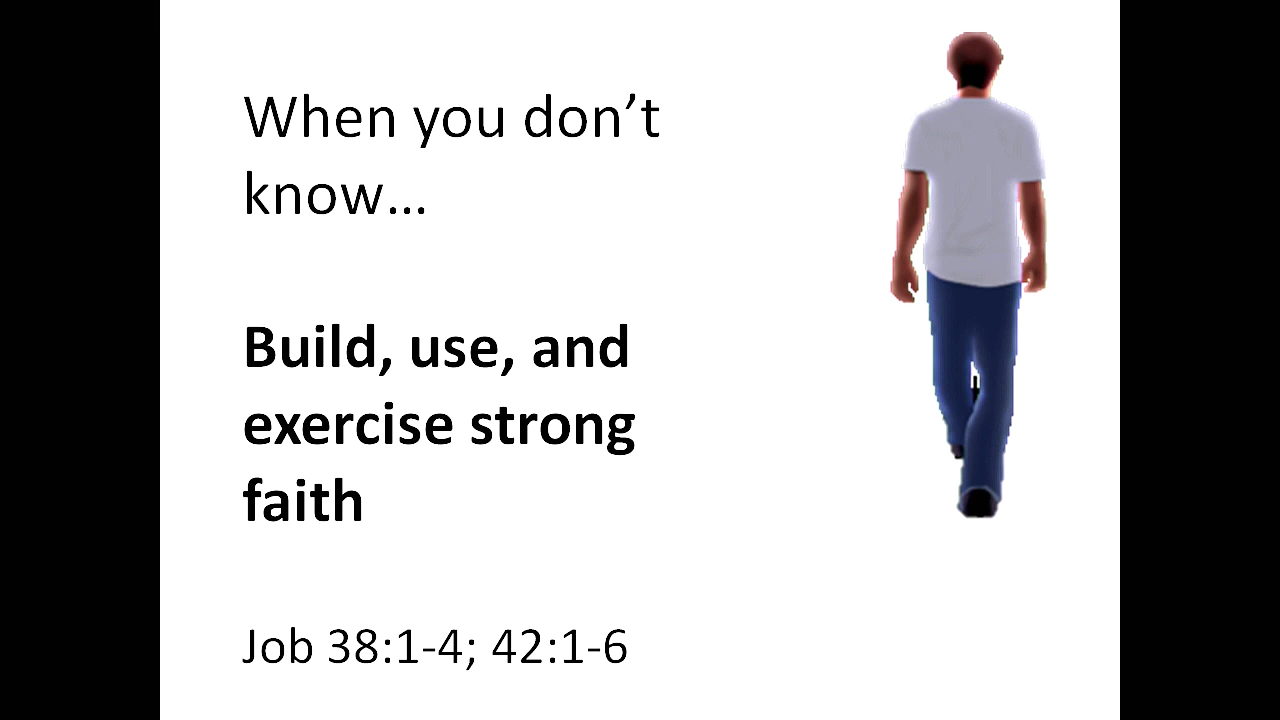 When you don’t
know…
Build, use, and
exercise strong
faith
Job 38:1-4; 42:1-6